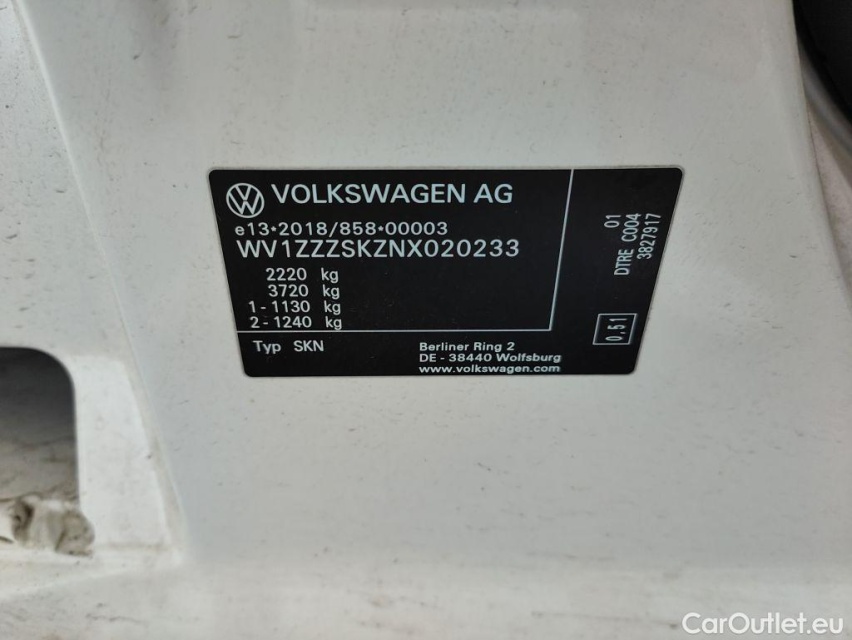 VOLKSWAGEN AG
e13*2018/858*00003
WV1ZZZSKZNX020233
2220 kg
3720 kg
1 - 1130 kg
2 - 1240 kg
Typ SKN
Berliner Ring 2
DE - 38440 Wolfsburg
www.volkswagen.com
01
DTRE C004
3827917
0,51
CarOutlet.eu